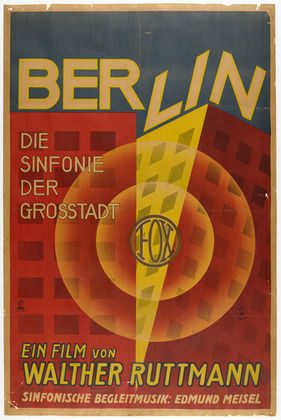 BERLIN
DIE
SINFONIE
DER
GROSSTADT
FOX
EIN FILM VON
WALTHER RUTTMANN
SINFONISCHE BEGLEITMUSIK: EDMUND MEISEL